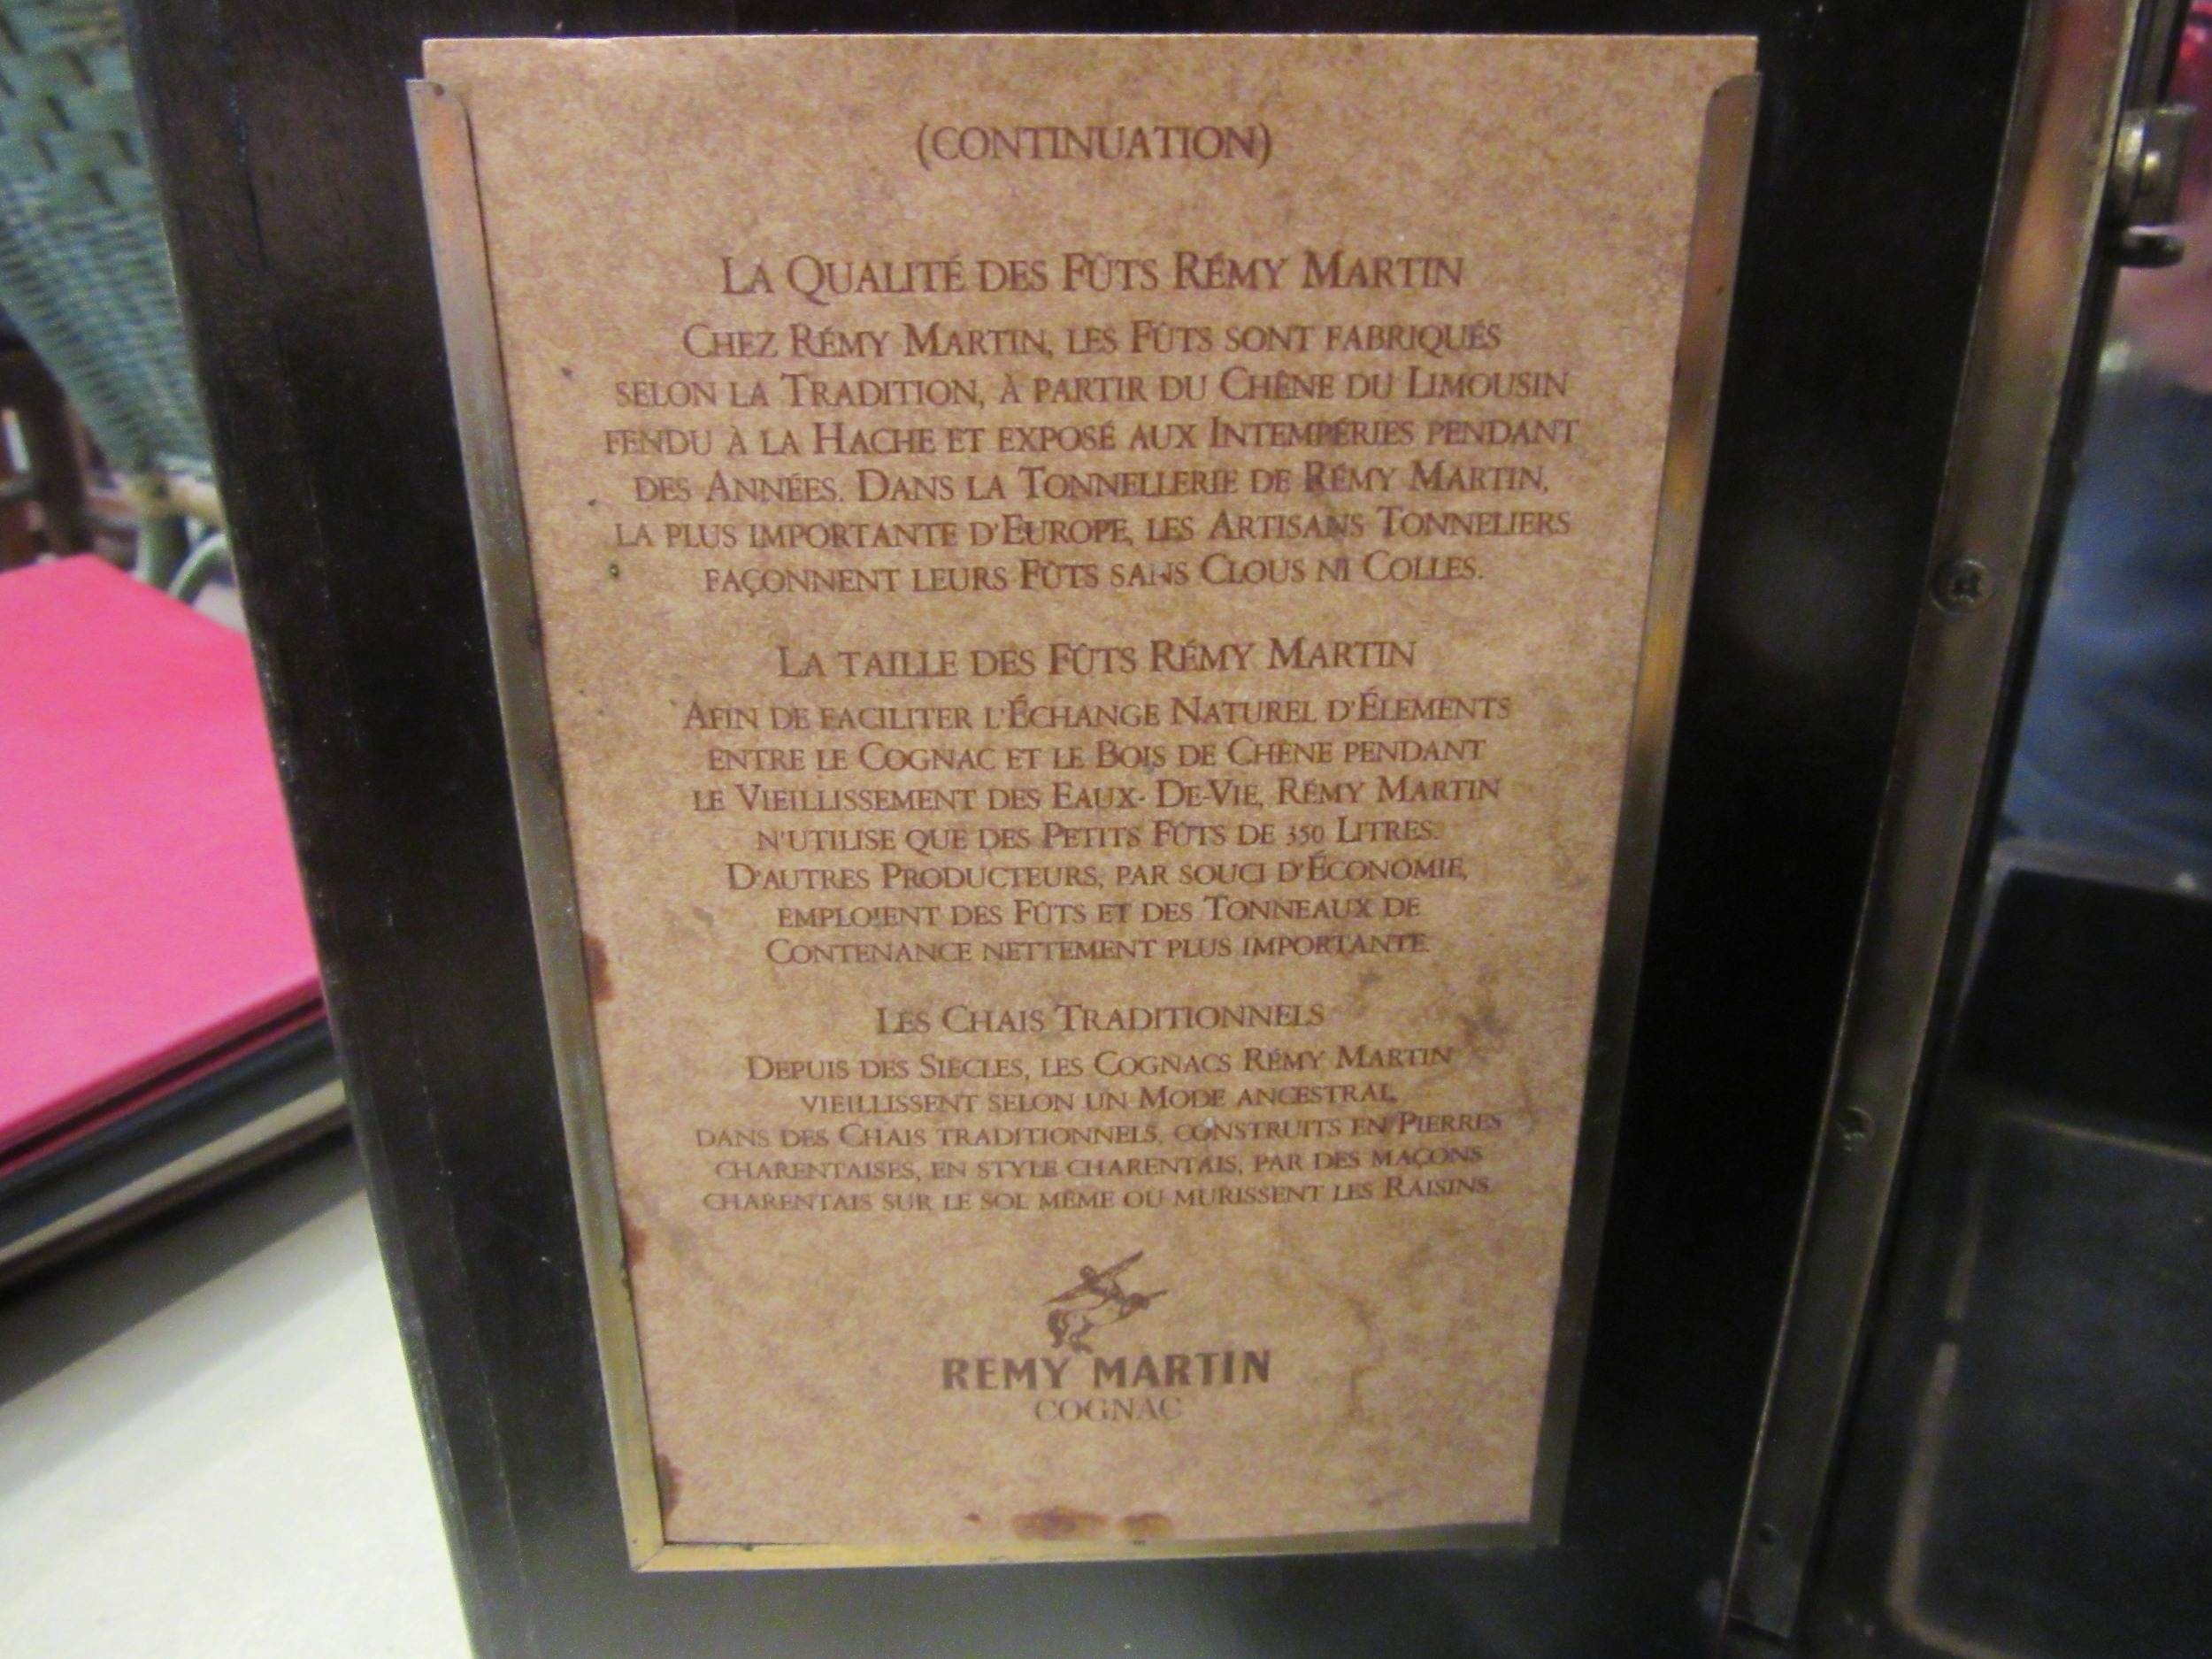 (CONTINUATION)
LA QUALITÉ DES FÛTS RÉMY MARTIN
CHEZ RÉMY MARTIN, LES FÛTS SONT FABRIQUÉS
SELON LA TRADITION, À PARTIR DU CHÊNE DU LIMOUSIN
FENDU À LA HACHE ET EXPOSÉ AUX INTEMPÉRIES PENDANT
DES ANNÉES. DANS LA TONNELLERIE DE RÉMY MARTIN,
LA PLUS IMPORTANTE D'EUROPE, LES ARTISANS TONNELIERS
FAÇONNENT LEURS FÛTS SANS CLOUS NI COLLES.
LA TAILLE DES FÛTS RÉMY MARTIN
AFIN DE FACILITER L'ÉCHANGE NATUREL D'ÉLEMENTS
ENTRE LE COGNAC ET LE BOIS DE CHÊNE PENDANT
LE VIEILLISSEMENT DES EAUX- DE-VIE, RÉMY MARTIN
N'UTILISE QUE DES PETITS FÛTS DE 350 LITRES.
D'AUTRES PRODUCTEURS, PAR SOUCI D'ÉCONOMIE,
EMPLOIENT DES FÛTS ET DES TONNEAUX DE
CONTENANCE NETTEMENT PLUS IMPORTANTE.
LES CHAIS TRADITIONNELS
DEPUIS DES SIÈCLES, LES COGNACS RÉMY MARTIN
VIEILLISSENT SELON UN MODE ANCESTRAL,
DANS DES CHAIS TRADITIONNELS, CONSTRUITS EN PIERRES
CHARENTAISES, EN STYLE CHARENTAIS, PAR DES MAÇONS
CHARENTAIS SUR LE SOL MÊME OU MURISSENT LES RAISINS.
REMY MARTIN
COGNAC